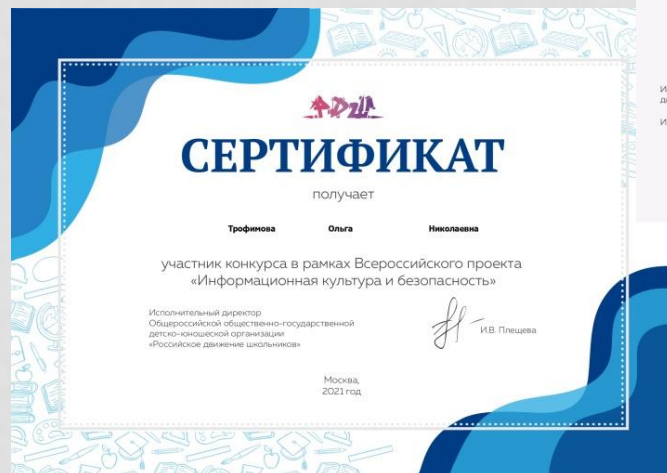 РДШ
СЕРТИФИКАТ
получает
Трофимова Ольга Николаевна
участник конкурса в рамках Всероссийского проекта
«Информационная культура и безопасность»
Исполнительный директор
Общероссийской общественно-государственной
детско-юношеской организации
«Российское движение школьников»
И.В. Плещева
Москва,
2021 год